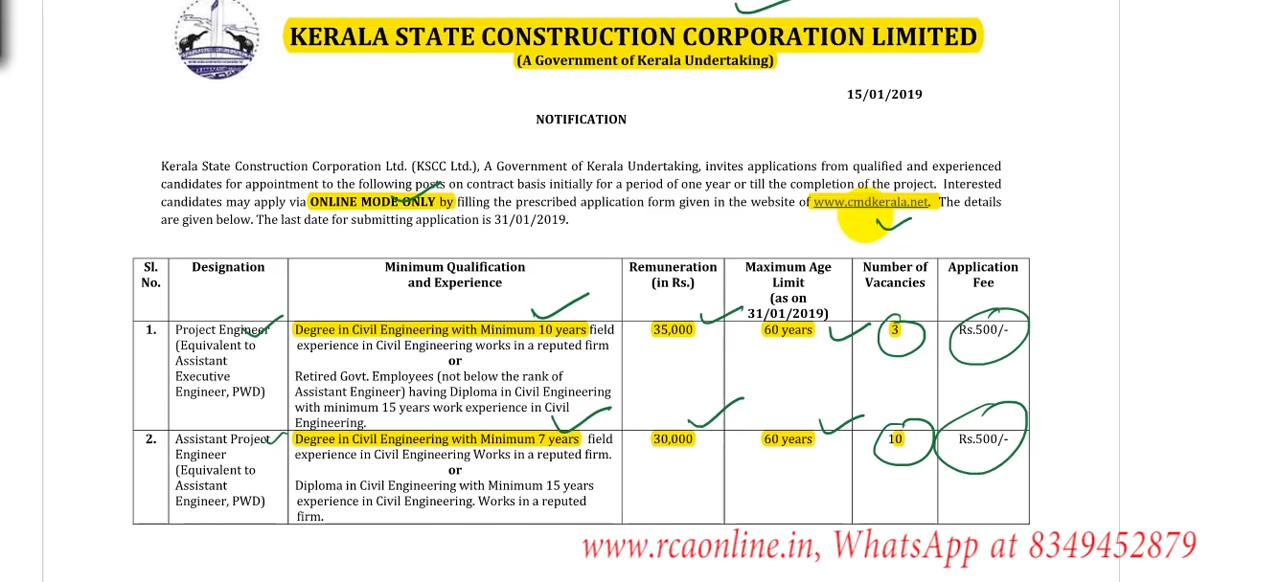 KERALA STATE CONSTRUCTION CORPORATION LIMITED
(A Government of Kerala Undertaking)
15/01/2019
NOTIFICATION
Kerala State Construction Corporation Ltd. (KSCC Ltd.), A Government of Kerala Undertaking, invites applications from qualified and experienced
candidates for appointment to the following posts on contract basis initially for a period of one year or till the completion of the project. Interested
candidates may apply via ONLINE MODE ONLY by filling the prescribed application form given in the website of www.cmdkerala.net. The details
are given below. The last date for submitting application is 31/01/2019.
Sl. No.
Designation
Minimum Qualification
and Experience
Remuneration
(in Rs.)
Maximum Age
Limit
(as on
31/01/2019)
Number of
Vacancies
Application
Fee
1.
Project Engineer
(Equivalent to
Assistant
Executive
Engineer, PWD)
Degree in Civil Engineering with Minimum 10 years field
experience in Civil Engineering works in a reputed firm
or
Retired Govt. Employees (not below the rank of
Assistant Engineer) having Diploma in Civil Engineering
with minimum 15 years work experience in Civil
Engineering.
35,000
60 years
3
Rs.500/-
2.
Assistant Project
Engineer
(Equivalent to
Assistant
Engineer, PWD)
Degree in Civil Engineering with Minimum 7 years field
experience in Civil Engineering Works in a reputed firm.
or
Diploma in Civil Engineering with Minimum 15 years
experience in Civil Engineering. Works in a reputed
firm.
30,000
60 years
10
Rs.500/-
www.rcaonline.in, WhatsApp at 8349452879